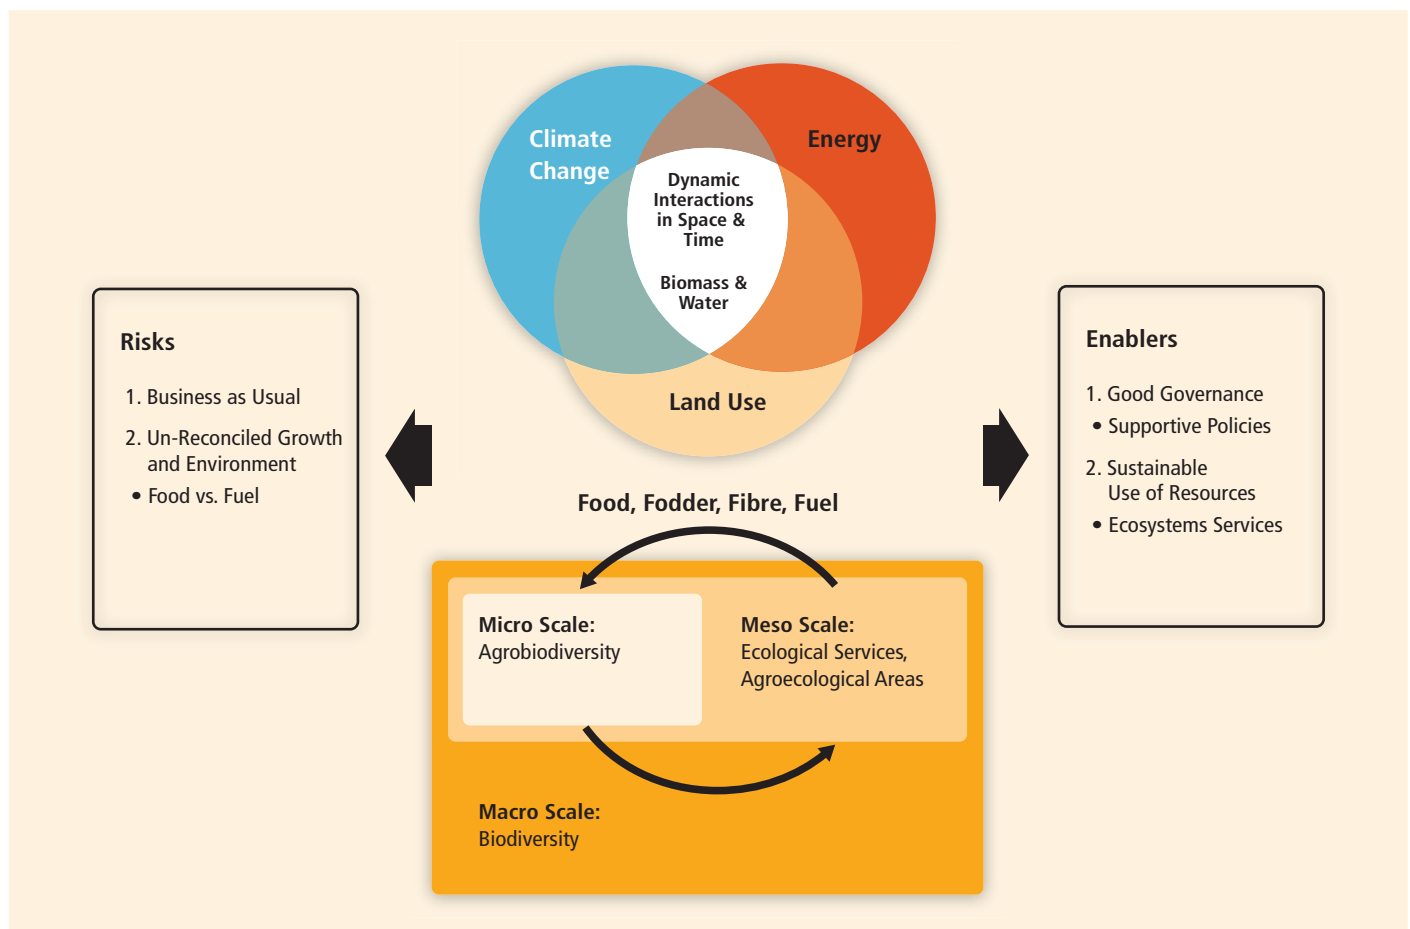 Climate
Change
Energy
Dynamic
Interactions
in Space &
Time
Biomass &
Water
Land Use
Risks
1. Business as Usual
2. Un-Reconciled Growth
and Environment
• Food vs. Fuel
Enablers
1. Good Governance
• Supportive Policies
2. Sustainable
Use of Resources
• Ecosystems Services
Food, Fodder, Fibre, Fuel
Micro Scale:
Agrobiodiversity
Meso Scale:
Ecological Services,
Agroecological Areas
Macro Scale:
Biodiversity